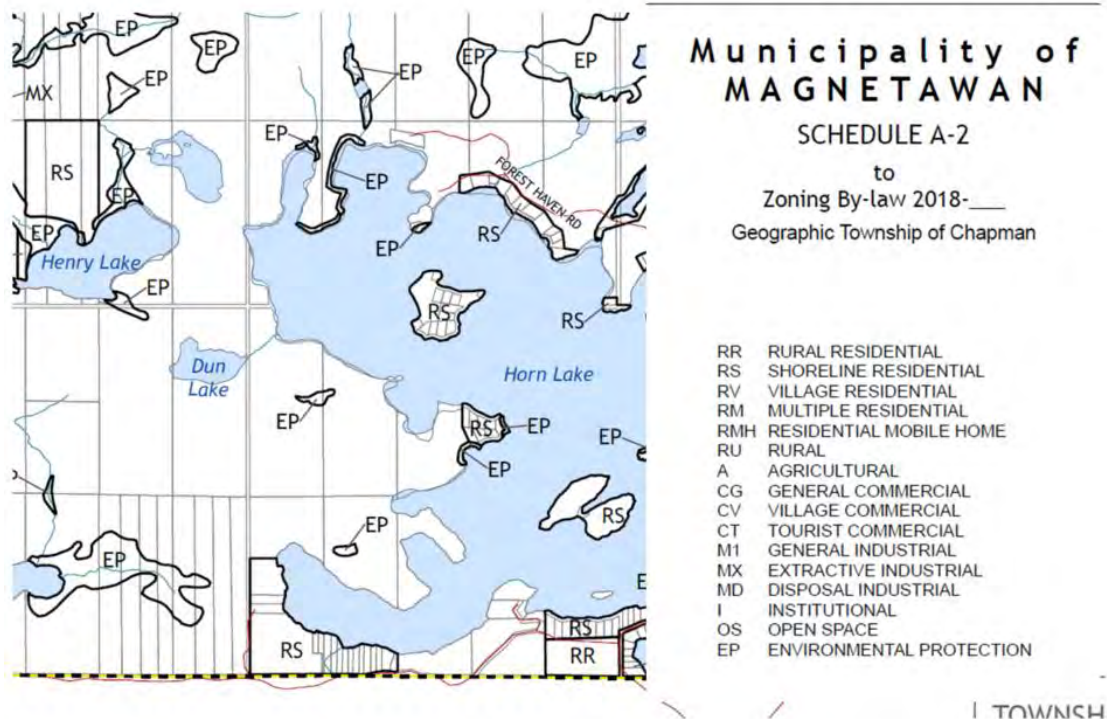 EP
EP
EP
EP
EP
EP
MX
EP
RS
FOREST HAVEN RD
EP
EP
RS
EP
EP
Henry Lake
EP
RS
RS
Dun
Lake
Horn Lake
EP
RS
EP
EP
EP
RS
EP
EP
RS
RS
RR
Municipality of
MAGNETAWAN
SCHEDULE A-2
to
Zoning By-law 2018-___
Geographic Township of Chapman
RR RURAL RESIDENTIAL
RS SHORELINE RESIDENTIAL
RV VILLAGE RESIDENTIAL
RM MULTIPLE RESIDENTIAL
RMH RESIDENTIAL MOBILE HOME
RU RURAL
A AGRICULTURAL
CG GENERAL COMMERCIAL
CV VILLAGE COMMERCIAL
CT TOURIST COMMERCIAL
M1 GENERAL INDUSTRIAL
MX EXTRACTIVE INDUSTRIAL
MD DISPOSAL INDUSTRIAL
I INSTITUTIONAL
OS OPEN SPACE
EP ENVIRONMENTAL PROTECTION